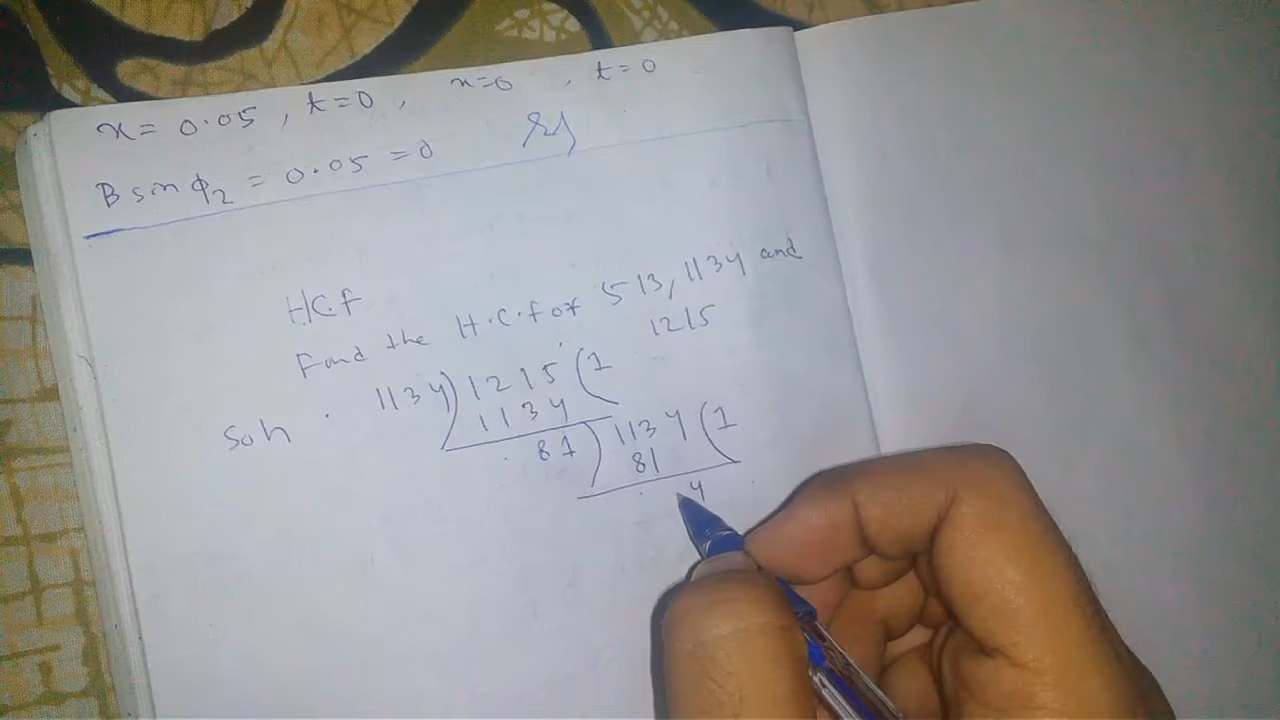 x = 0.05, t=0, x=0, t=0
B sin ϕ2 = 0.05 = 0
H.C.F
Find the H.C.f of 513, 1134 and
1215
Soln
1134) 1215 (1
1134
81) 1134 (1
81
4